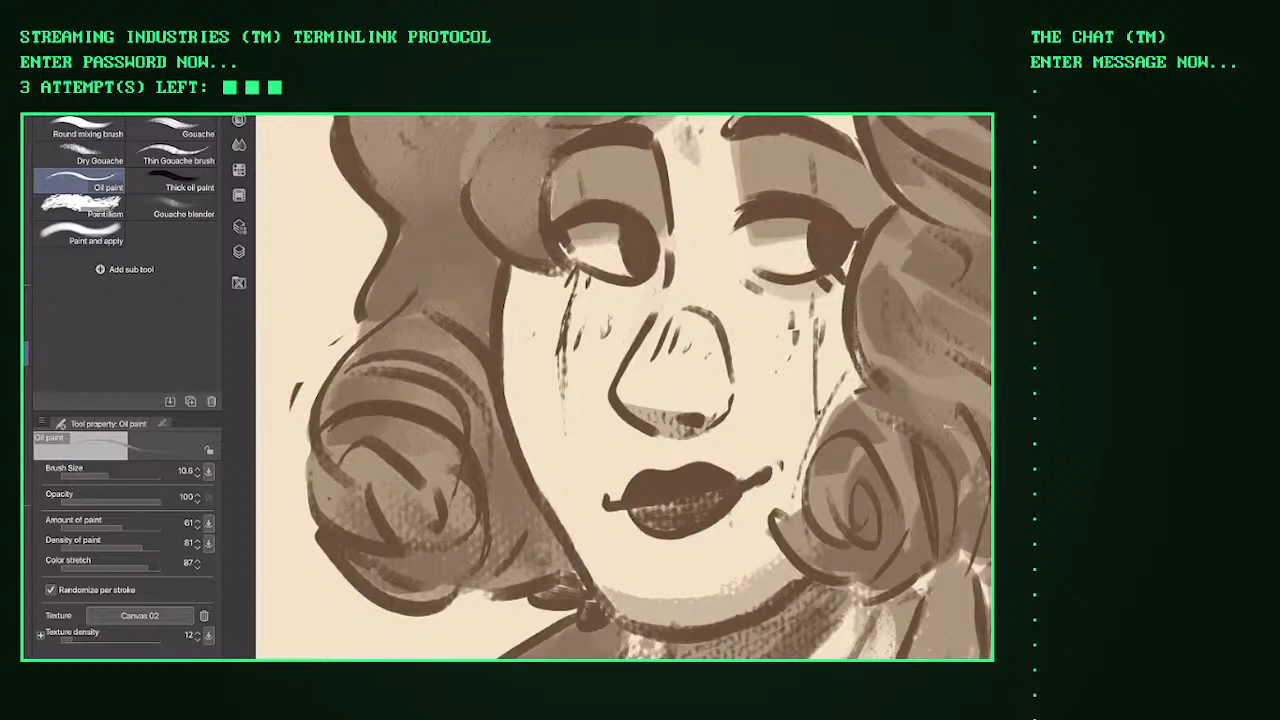 STREAMING INDUSTRIES (TM) TERMINLINK PROTOCOL
ENTER PASSWORD NOW...
3 ATTEMPT(S) LEFT:
THE CHAT (TM)
ENTER MESSAGE NOW...
Round mixing brush
Gouache
Dry Gouache
Thin Gouache brush
Oil paint
Thick oil paint
Pointillism
Gouache blender
Paint and apply
Add sub tool
Tool property: Oil paint
Oil paint
Brush Size 10.6
Opacity 100
Amount of paint 61
Density of paint 81
Color stretch 87
Randomize per stroke
Texture Canvas 02
Texture density 12